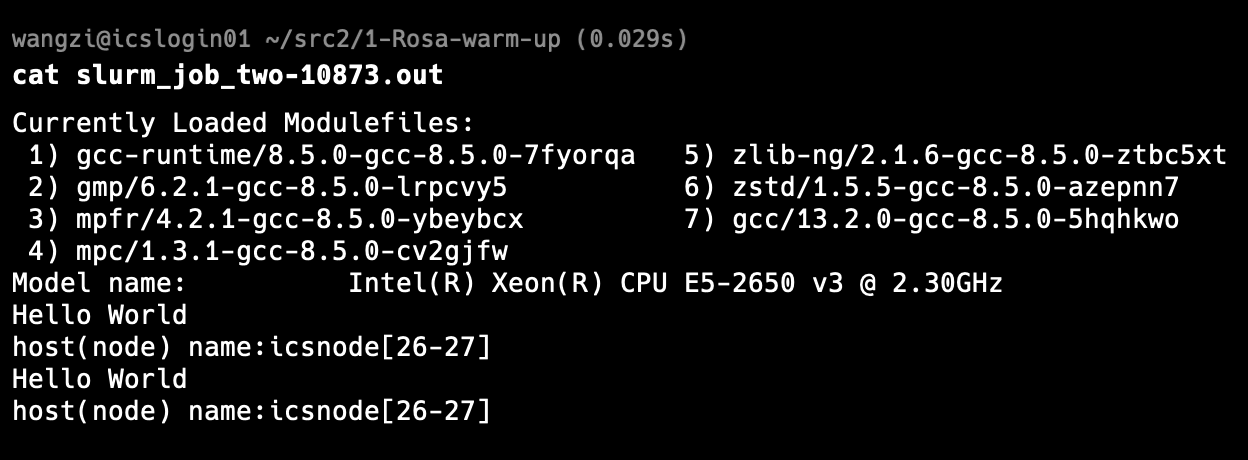 wangzi@icslogin01 ~/src2/1-Rosa-warm-up (0.029s)
cat slurm_job_two-10873.out
Currently Loaded Modulefiles:
 1) gcc-runtime/8.5.0-gcc-8.5.0-7fyorqa   5) zlib-ng/2.1.6-gcc-8.5.0-ztbc5xt
 2) gmp/6.2.1-gcc-8.5.0-lrpcvy5           6) zstd/1.5.5-gcc-8.5.0-azepnn7
 3) mpfr/4.2.1-gcc-8.5.0-ybeybcx          7) gcc/13.2.0-gcc-8.5.0-5hqhkwo
 4) mpc/1.3.1-gcc-8.5.0-cv2gjfw
Model name:          Intel(R) Xeon(R) CPU E5-2650 v3 @ 2.30GHz
Hello World
host(node) name:icsnode[26-27]
Hello World
host(node) name:icsnode[26-27]